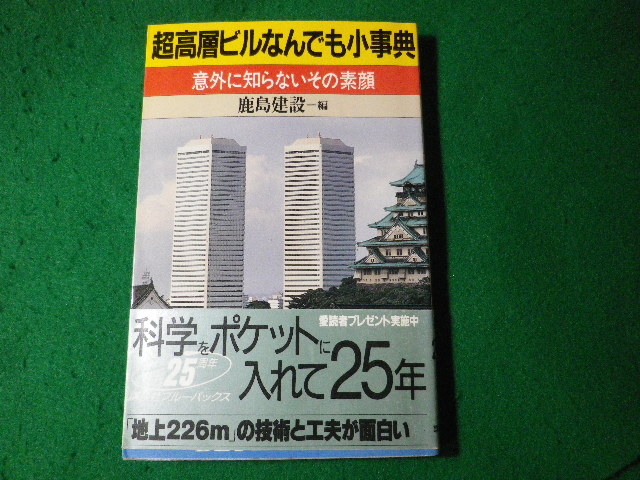 超高層ビルなんでも小事典
意外に知らないその素顔
鹿島建設＝編
愛読者プレゼント実施中
科学をポケットに
入れて25年
25周年
ブルーバックス
「地上226m」の技術と工夫が面白い